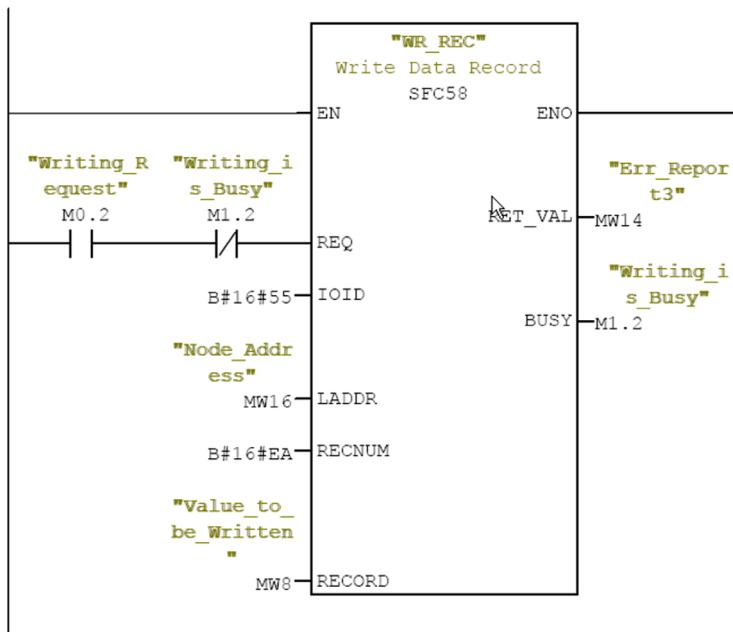 "WR_REC"
Write Data Record
SFC58
EN
ENO
"Writing_R
equest"
M0.2
"Writing_i
s_Busy"
M1.2
REQ
"Err_Repor
t3"
RET_VAL
MW14
B#16#55
IOID
"Writing_i
s_Busy"
BUSY
M1.2
"Node_Addr
ess"
MW16
LADDR
B#16#EA
RECNUM
"Value_to_
be_Written
"
MW8
RECORD